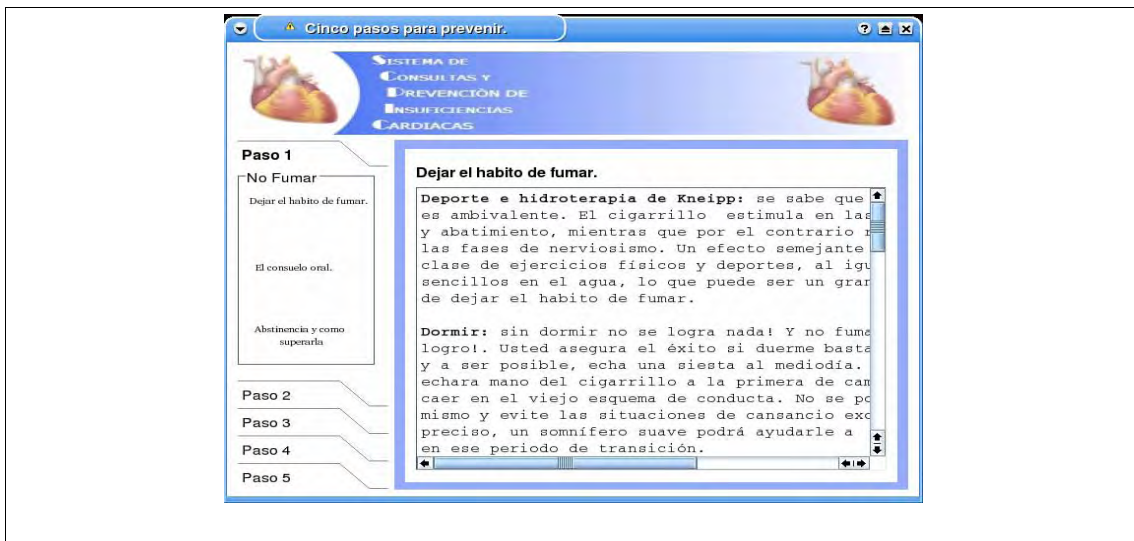 Cinco pasos para prevenir.
SISTEMA DE
CONSULTAS Y
PREVENCIÒN DE
INSUFICIENCIAS
CARDIACAS
Paso 1
No Fumar
Dejar el habito de fumar.
El consuelo oral.
Abstinencia y como
superarla
Paso 2
Paso 3
Paso 4
Paso 5
Dejar el habito de fumar.
Deporte e hidroterapia de Kneipp: se sabe que
es ambivalente. El cigarrillo estimula en las
y abatimiento, mientras que por el contrario
las fases de nerviosismo. Un efecto semejante
clase de ejercicios físicos y deportes, al igu
sencillos en el agua, lo que puede ser un gran
de dejar el habito de fumar.
Dormir: sin dormir no se logra nada! Y no fuma
logro!. Usted asegura el éxito si duerme basta
y a ser posible, echa una siesta al mediodía.
echara mano del cigarrillo a la primera de cam
caer en el viejo esquema de conducta. No se po
mismo y evite las situaciones de cansancio exc
preciso, un somnífero suave podrá ayudarle a
en ese periodo de transición.